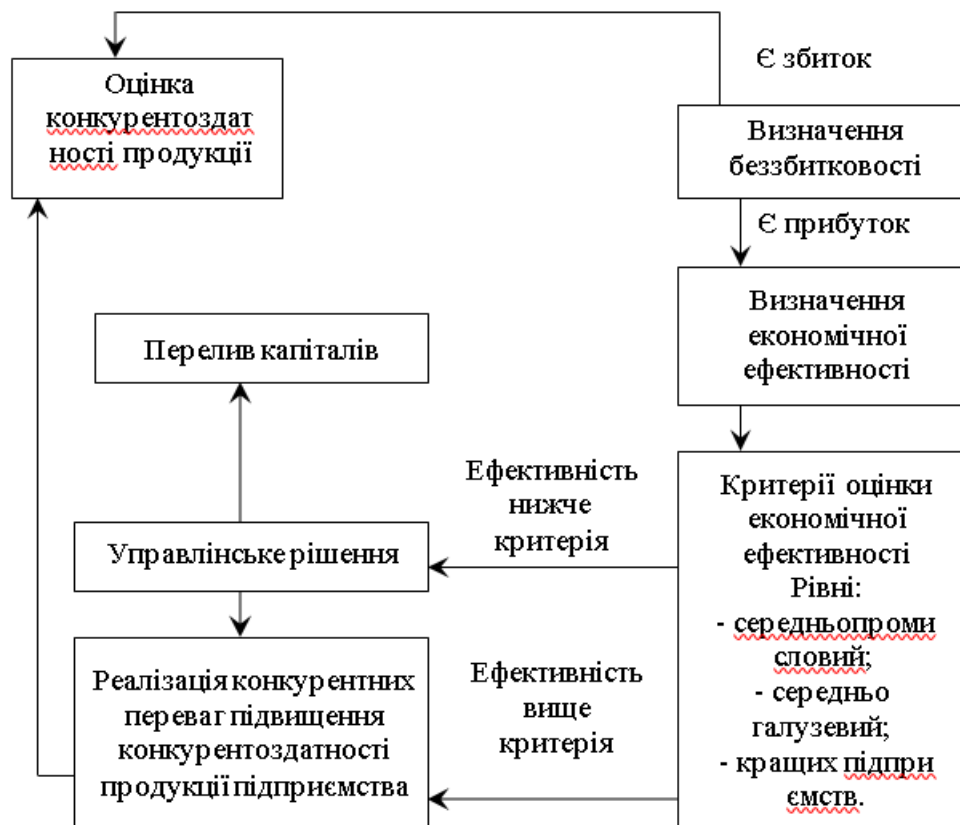 Є збиток
Оцінка
конкурентоздат
ності продукції
Визначення
беззбитковості
Є прибуток
Визначення
економічної
ефективності
Перелив капіталів
Ефективність
нижче
критерія
Критерії оцінки
економічної
ефективності
Рівні:
- середньопроми
словий;
- середньо
галузевий;
- кращих підпри
ємств.
Управлінське рішення
Реалізація конкурентних
переваг підвищення
конкурентоздатності
продукції підприємства
Ефективність
вище
критерія